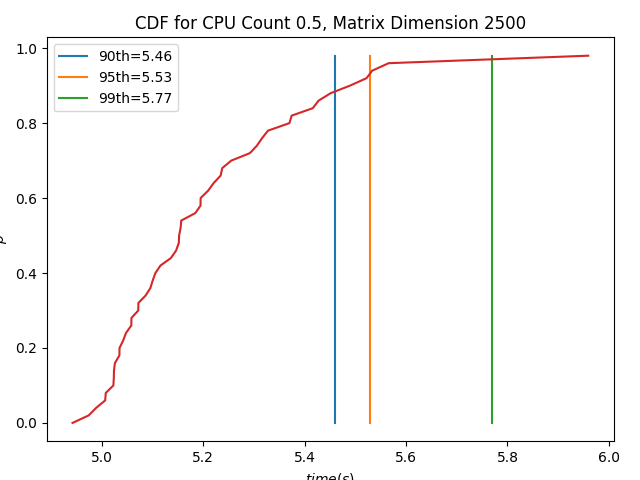 CDF for CPU Count 0.5, Matrix Dimension 2500
90th=5.46
95th=5.53
99th=5.77
1.0
0.8
0.6
0.4
0.2
0.0
5.0 5.2 5.4 5.6 5.8 6.0
time(s)